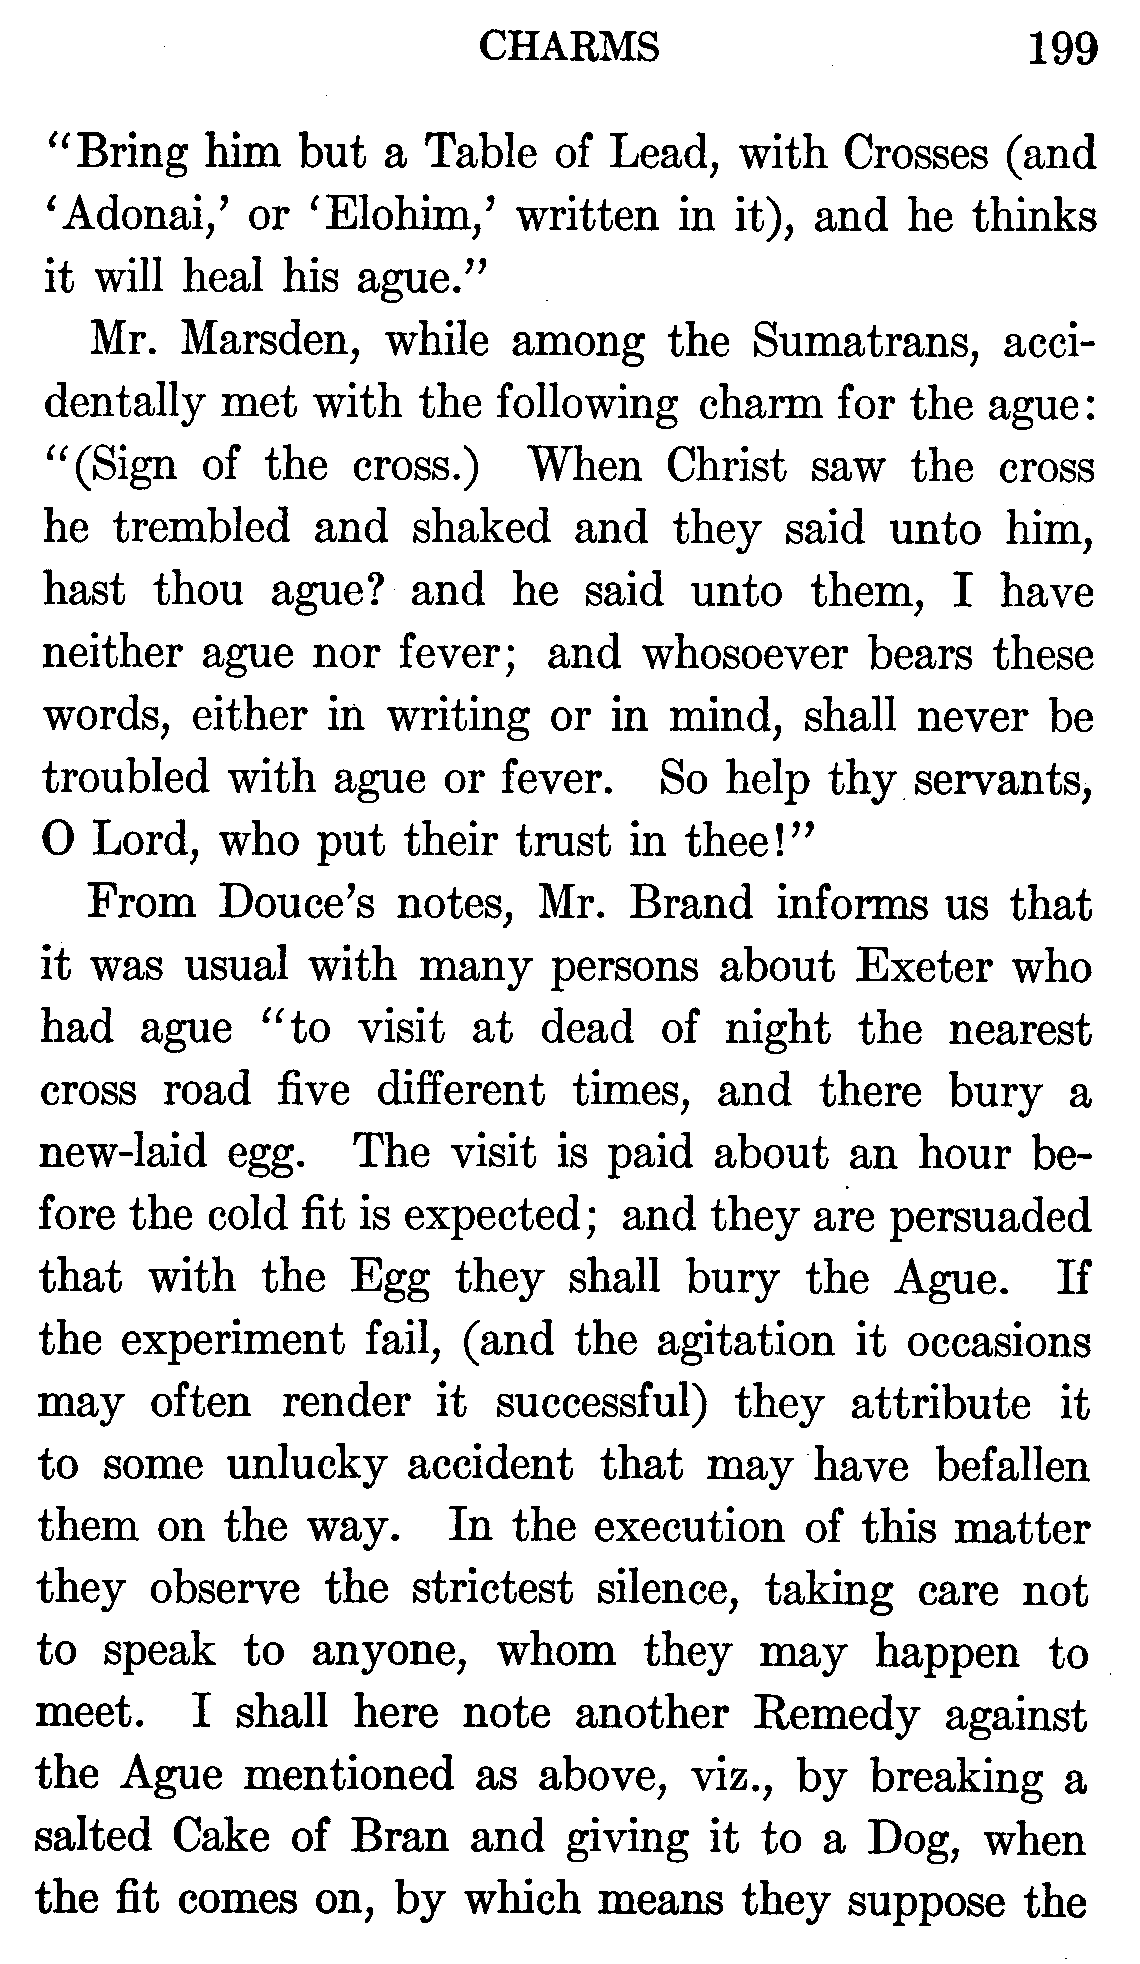 CHARMS 199
"Bring him but a Table of Lead, with Crosses (and
'Adonai,' or 'Elohim,' written in it), and he thinks
it will heal his ague."
Mr. Marsden, while among the Sumatrans, acci-
dentally met with the following charm for the ague:
"(Sign of the cross.) When Christ saw the cross
he trembled and shaked and they said unto him,
hast thou ague? and he said unto them, I have
neither ague nor fever; and whosoever bears these
words, either in writing or in mind, shall never be
troubled with ague or fever. So help thy servants,
O Lord, who put their trust in thee!"
From Douce's notes, Mr. Brand informs us that
it was usual with many persons about Exeter who
had ague "to visit at dead of night the nearest
cross road five different times, and there bury a
new-laid egg. The visit is paid about an hour be-
fore the cold fit is expected; and they are persuaded
that with the Egg they shall bury the Ague. If
the experiment fail, (and the agitation it occasions
may often render it successful) they attribute it
to some unlucky accident that may have befallen
them on the way. In the execution of this matter
they observe the strictest silence, taking care not
to speak to anyone, whom they may happen to
meet. I shall here note another Remedy against
the Ague mentioned as above, viz., by breaking a
salted Cake of Bran and giving it to a Dog, when
the fit comes on, by which means they suppose the